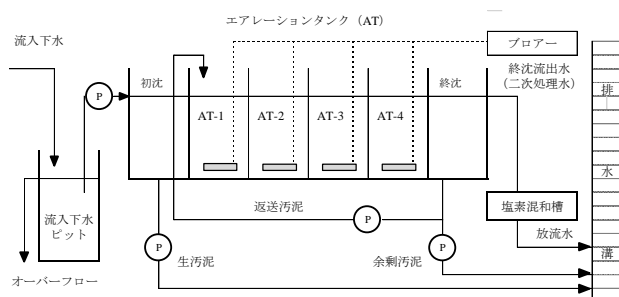 エアレーションタンク（AT）
流入下水
ブロアー
終沈流出水
（二次処理水）
初沈
終沈
P
AT-1
AT-2
AT-3
AT-4
排
水
溝
返送汚泥
P
塩素混和槽
流入下水
ピット
放流水
P
生汚泥
余剰汚泥
P
オーバーフロー